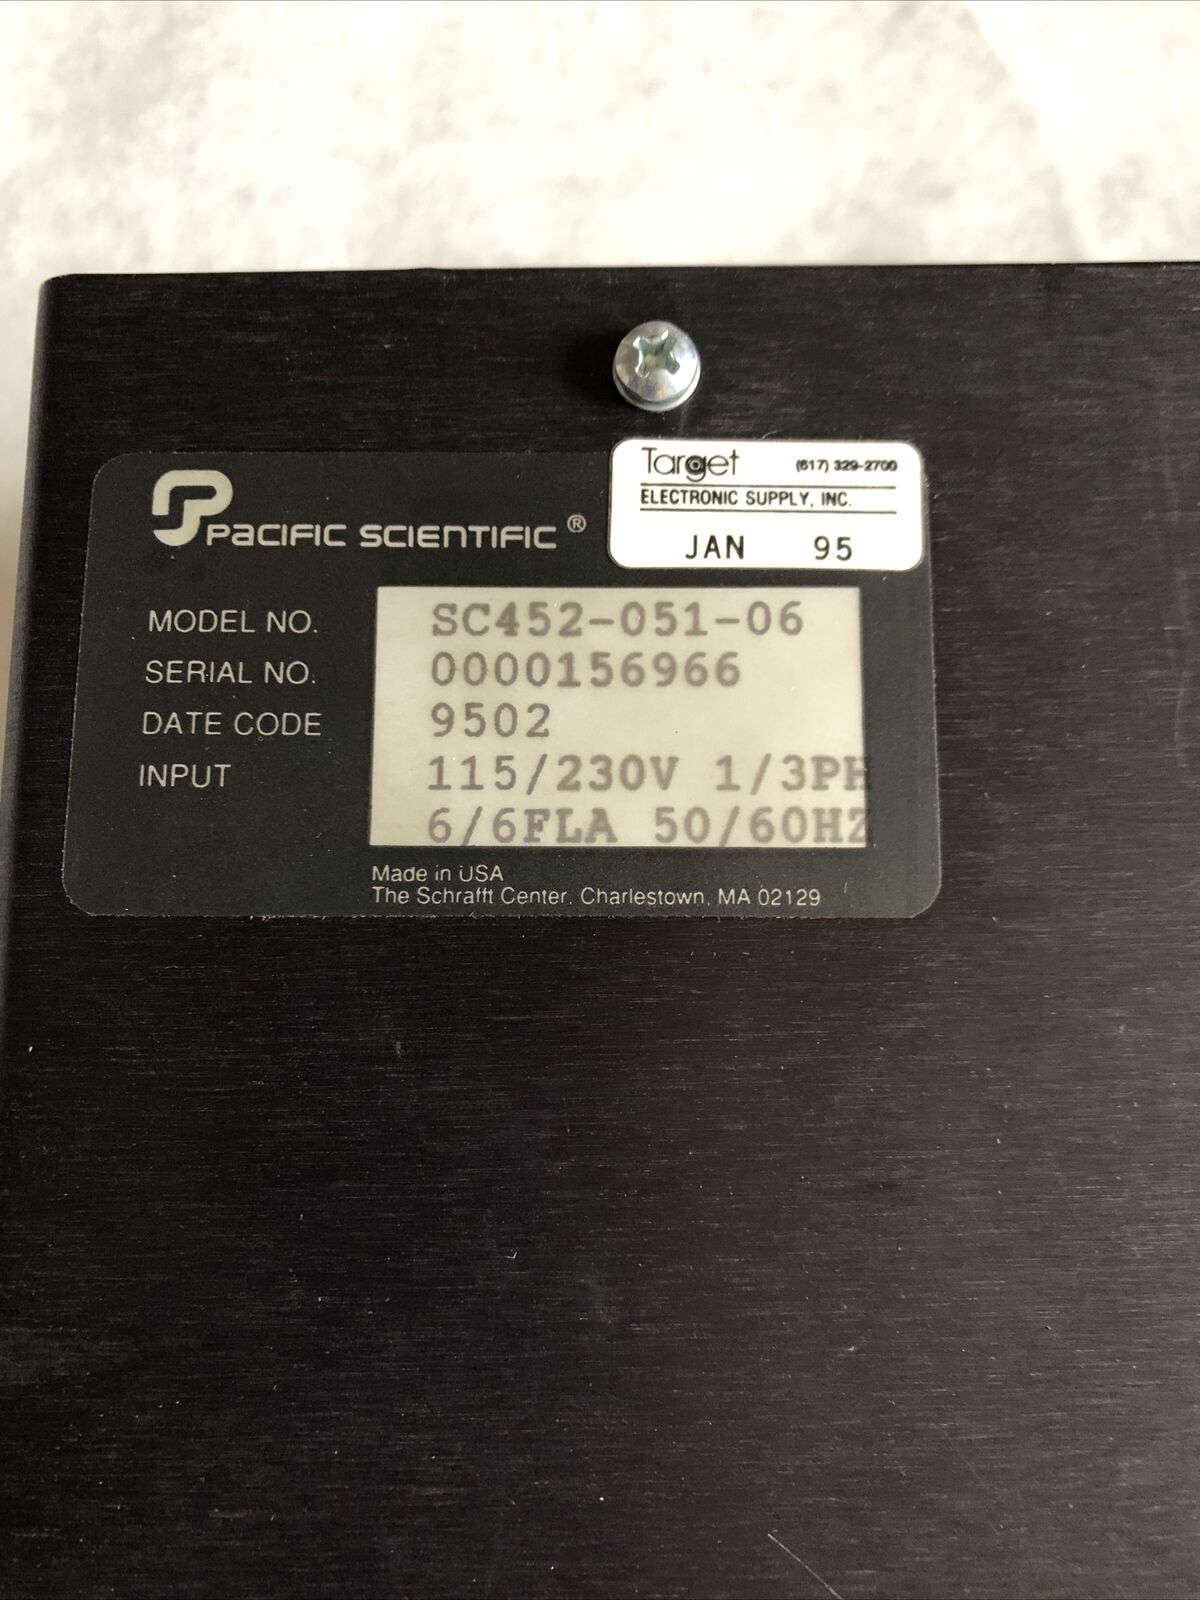 Target (617) 329-2700
ELECTRONIC SUPPLY, INC.
JAN 95
PACIFIC SCIENTIFIC ®
MODEL NO. SC452-051-06
SERIAL NO. 0000156966
DATE CODE 9502
INPUT 115/230V 1/3PH
6/6FLA 50/60HZ
Made in USA
The Schrafft Center, Charlestown, MA 02129